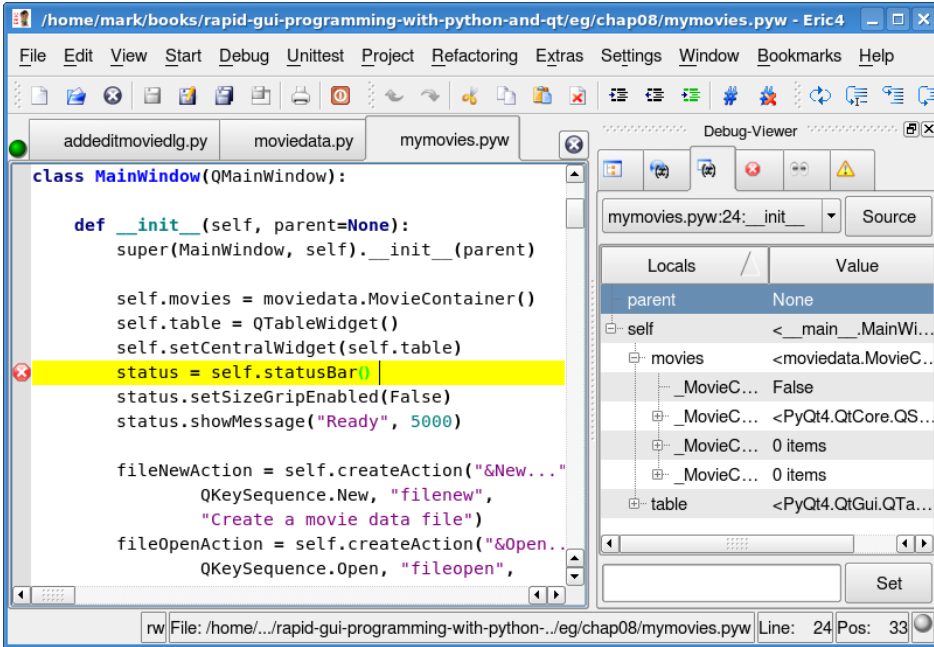 /home/mark/books/rapid-gui-programming-with-python-and-qt/eg/chap08/mymovies.pyw - Eric4
File Edit View Start Debug Unittest Project Refactoring Extras Settings Window Bookmarks Help
addeditmoviedlg.py moviedata.py mymovies.pyw
class MainWindow(QMainWindow):
def __init__(self, parent=None):
super(MainWindow, self).__init__(parent)
self.movies = moviedata.MovieContainer()
self.table = QTableWidget()
self.setCentralWidget(self.table)
status = self.statusBar()
status.setSizeGripEnabled(False)
status.showMessage("Ready", 5000)
fileNewAction = self.createAction("&New..."
QKeySequence.New, "filenew",
"Create a movie data file")
fileOpenAction = self.createAction("&Open..
QKeySequence.Open, "fileopen",
Debug-Viewer
mymovies.pyw:24:__init__ Source
Locals Value
parent None
self <__main__.MainWi...
movies <moviedata.MovieC...
_MovieC... False
_MovieC... <PyQt4.QtCore.QS...
_MovieC... 0 items
_MovieC... 0 items
table <PyQt4.QtGui.QTa...
Set
rw File: /home/.../rapid-gui-programming-with-python-../eg/chap08/mymovies.pyw Line: 24 Pos: 33